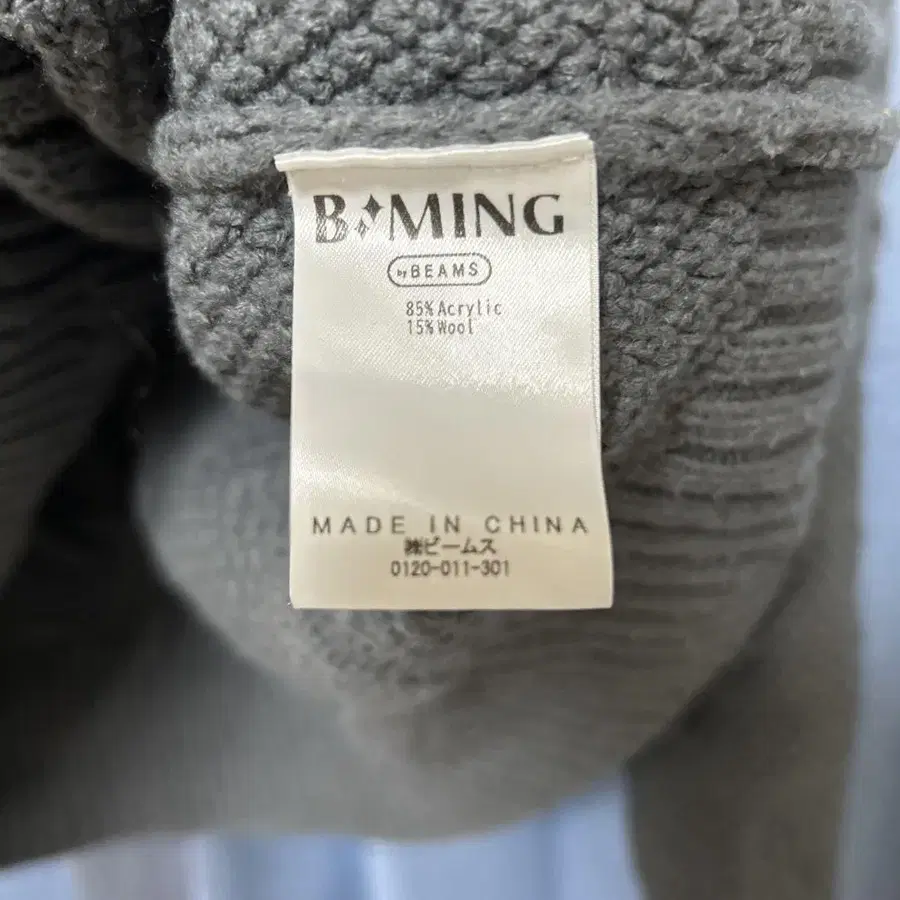 B MING
by BEAMS
85% Acrylic
15% Wool
MADE IN CHINA
㈱ビームス
0120-011-301